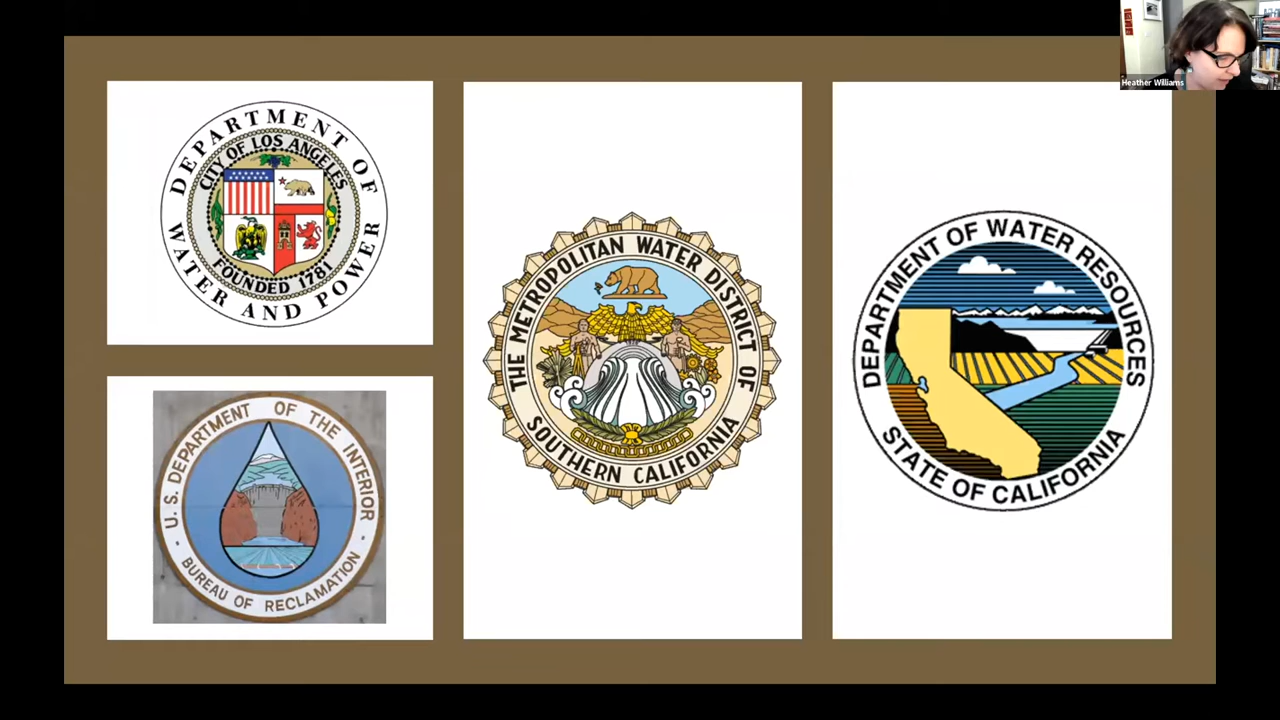 DEPARTMENT OF
WATER AND POWER
CITY OF LOS ANGELES
FOUNDED 1781
U. S. DEPARTMENT OF THE INTERIOR
- BUREAU OF RECLAMATION -
THE METROPOLITAN WATER DISTRICT OF
SOUTHERN CALIFORNIA
DEPARTMENT OF WATER RESOURCES
STATE OF CALIFORNIA
Heather Williams